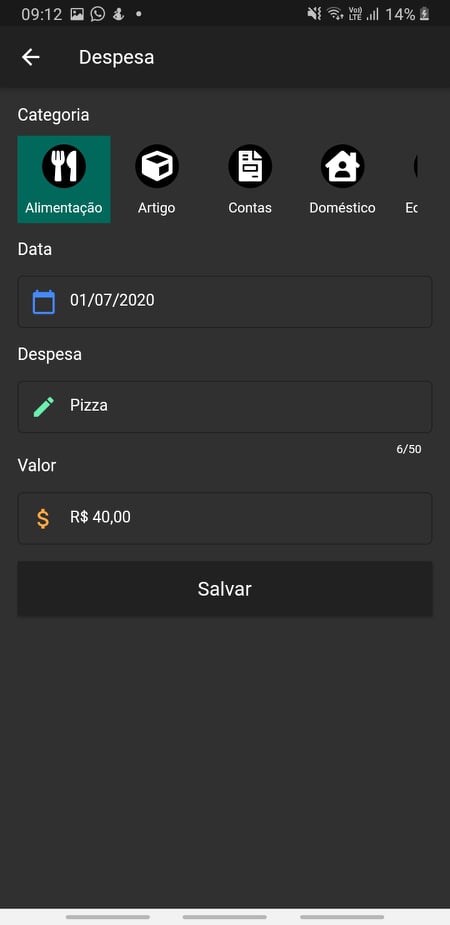 09:12 Vo) LTE 14%
Despesa
Categoria
Alimentação Artigo Contas Doméstico
Data
01/07/2020
Despesa
Pizza
6/50
Valor
$ R$ 40,00
Salvar